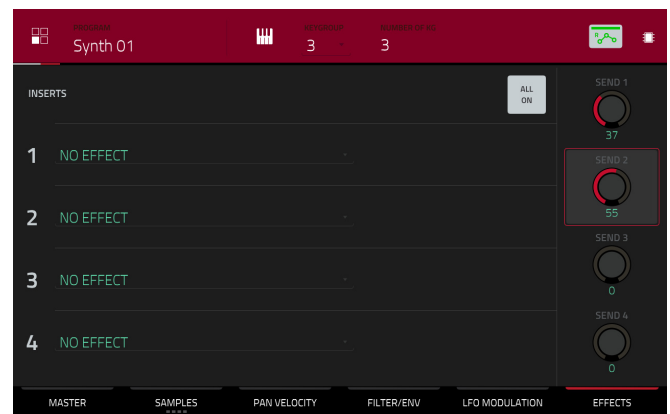 PROGRAM KEYGROUP NUMBER OF KG
Synth 01 3 3
INSERTS
ALL ON
1 NO EFFECT
2 NO EFFECT
3 NO EFFECT
4 NO EFFECT
SEND 1
37
SEND 2
55
SEND 3
0
SEND 4
0
MASTER SAMPLES PAN VELOCITY FILTER/ENV LFO MODULATION EFFECTS